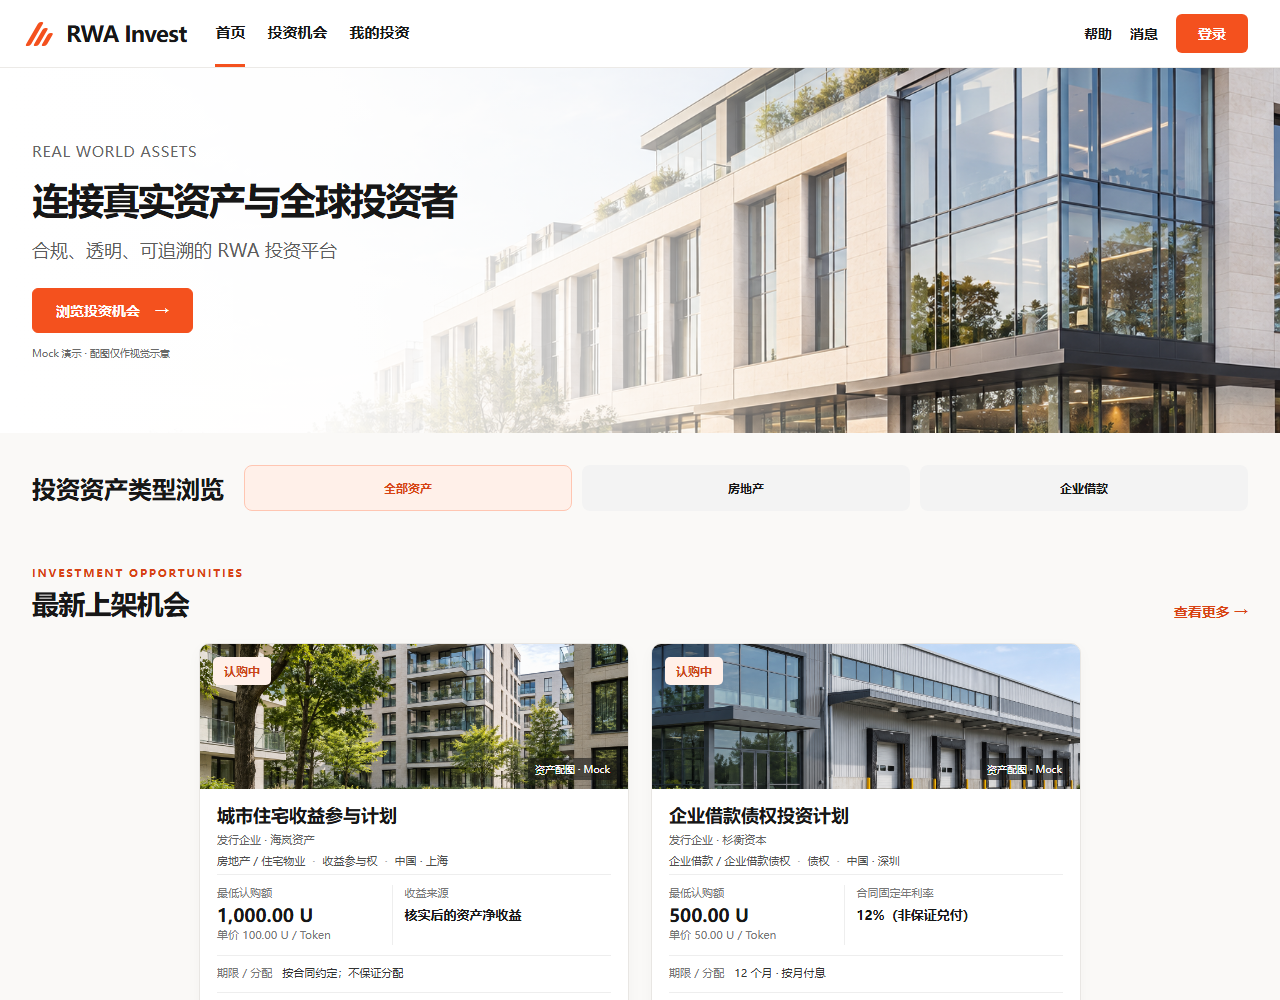 RWA Invest
首页
投资机会
我的投资
帮助
消息
登录
REAL WORLD ASSETS
连接真实资产与全球投资者
合规、透明、可追溯的 RWA 投资平台
浏览投资机会 →
Mock 演示 · 配图仅作视觉示意
投资资产类型浏览
全部资产
房地产
企业借款
INVESTMENT OPPORTUNITIES
最新上架机会
查看更多 →
认购中
资产配图 · Mock
城市住宅收益参与计划
发行企业 · 海岚资产
房地产 / 住宅物业 · 收益参与权 · 中国 · 上海
最低认购额
1,000.00 U
单价 100.00 U / Token
收益来源
核实后的资产净收益
期限 / 分配 按合同约定；不保证分配
认购中
资产配图 · Mock
企业借款债权投资计划
发行企业 · 杉衡资本
企业借款 / 企业借款债权 · 债权 · 中国 · 深圳
最低认购额
500.00 U
单价 50.00 U / Token
合同固定年利率
12%（非保证兑付）
期限 / 分配 12 个月 · 按月付息